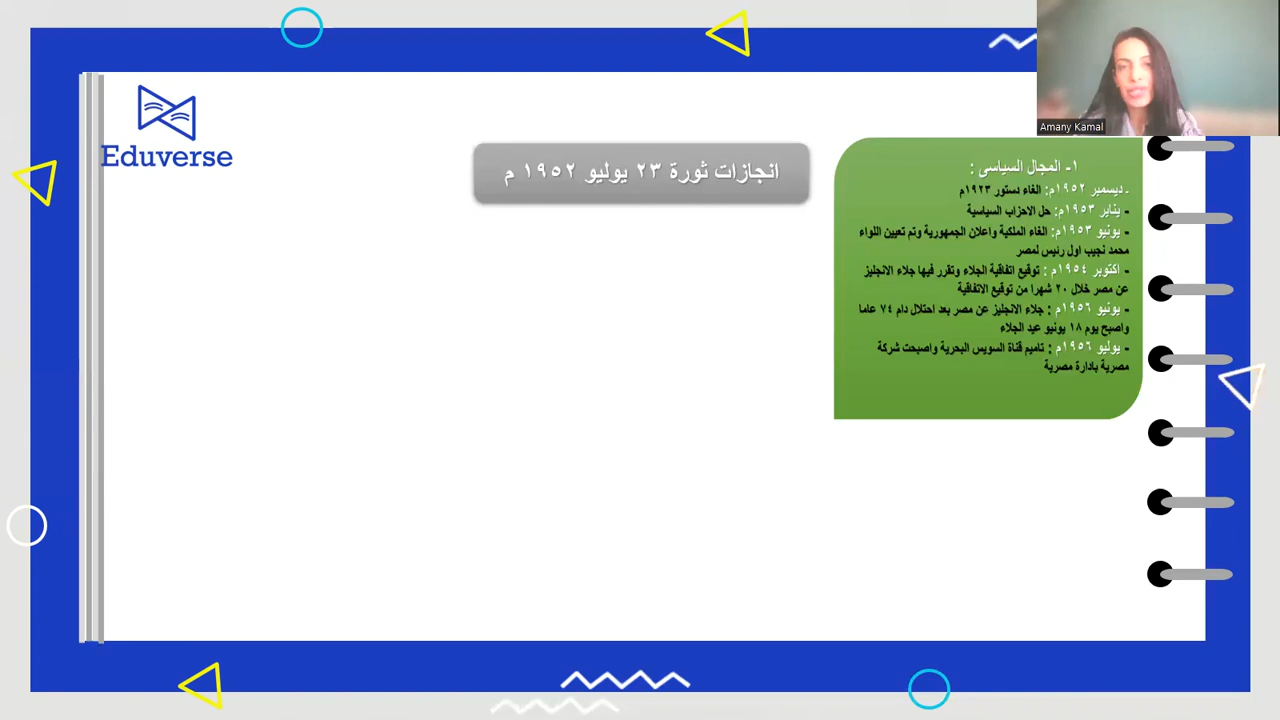 Eduverse
Amany Kamal
انجازات ثورة ٢٣ يوليو ١٩٥٢ م
١- المجال السياسى :
- ديسمبر ١٩٥٢م: الغاء دستور ١٩٢٣م
- يناير ١٩٥٣م: حل الاحزاب السياسية
- يونيو ١٩٥٣م: الغاء الملكية واعلان الجمهورية وتم تعيين اللواء
محمد نجيب اول رئيس لمصر
- اكتوبر ١٩٥٤م : توقيع اتفاقية الجلاء وتقرر فيها جلاء الانجليز
عن مصر خلال ٢٠ شهرا من توقيع الاتفاقية
- يونيو ١٩٥٦م : جلاء الانجليز عن مصر بعد احتلال دام ٧٤ عاما
واصبح يوم ١٨ يونيو عيد الجلاء
- يوليو ١٩٥٦م : تاميم قناة السويس البحرية واصبحت شركة
مصرية بادارة مصرية